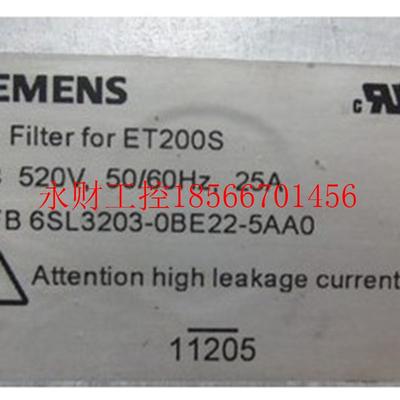 EMENS
Filter for ET200S
520V, 50/60Hz, 25A
永财工控18566701456
B 6SL3203-0BE22-5AA0
Attention high leakage current
11205